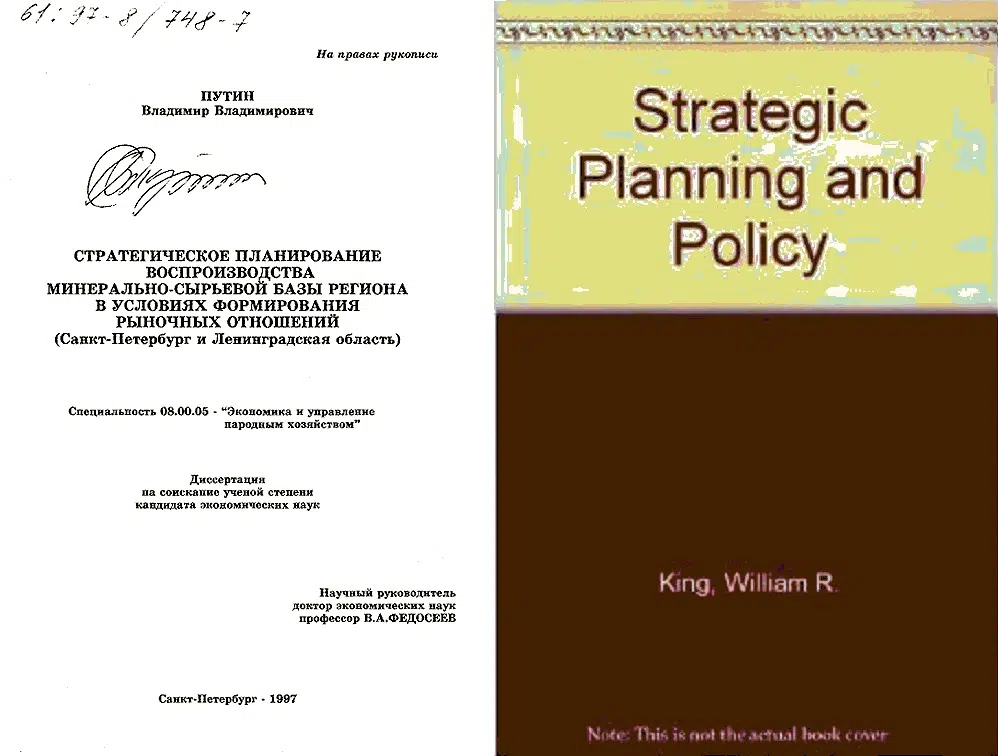 61:97-8/748-7
На правах рукописи
ПУТИН
Владимир Владимирович
СТРАТЕГИЧЕСКОЕ ПЛАНИРОВАНИЕ
ВОСПРОИЗВОДСТВА
МИНЕРАЛЬНО-СЫРЬЕВОЙ БАЗЫ РЕГИОНА
В УСЛОВИЯХ ФОРМИРОВАНИЯ
РЫНОЧНЫХ ОТНОШЕНИЙ
(Санкт-Петербург и Ленинградская область)
Специальность 08.00.05 - "Экономика и управление
народным хозяйством"
Диссертация
на соискание ученой степени
кандидата экономических наук
Научный руководитель
доктор экономических наук
профессор В.А.ФЕДОСЕЕВ
Санкт-Петербург - 1997
Strategic
Planning and
Policy
King, William R.
Note: This is not the actual book cover